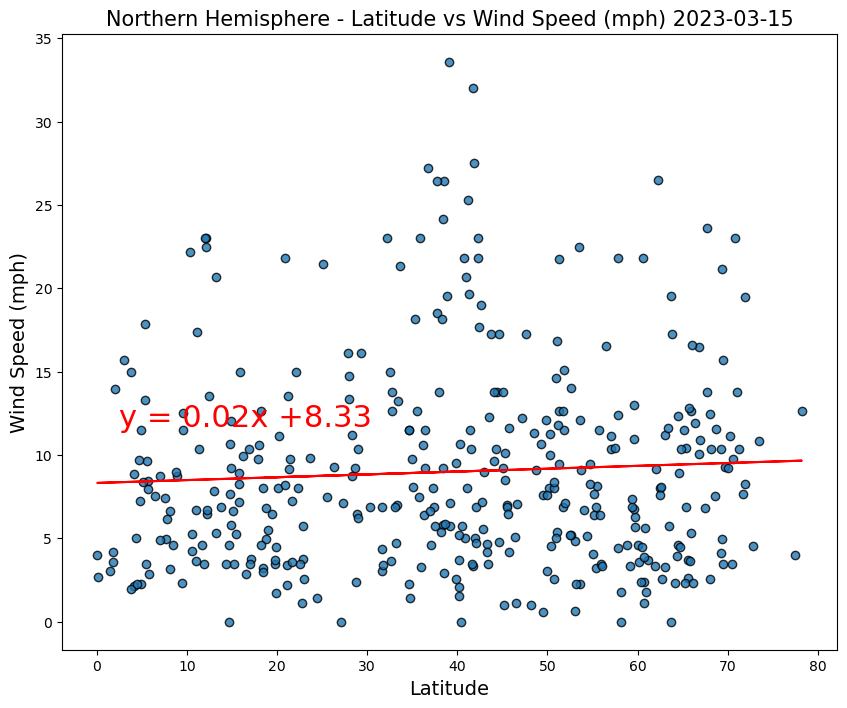 Northern Hemisphere - Latitude vs Wind Speed (mph) 2023-03-15
35
30
25
20
15
10
5
0
Wind Speed (mph)
y = 0.02x +8.33
0 10 20 30 40 50 60 70 80
Latitude